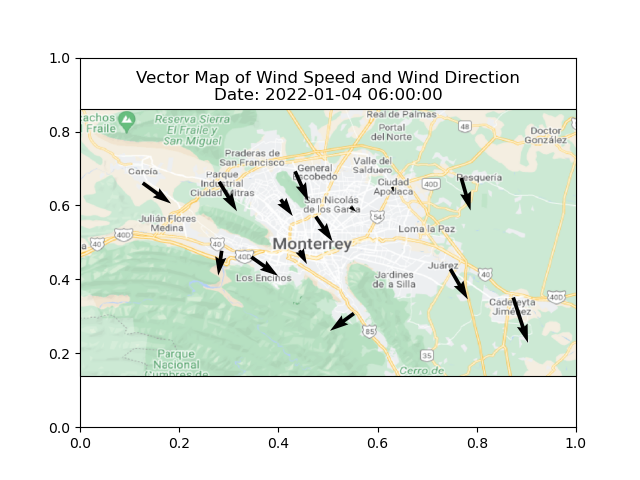 Vector Map of Wind Speed and Wind Direction
Date: 2022-01-04 06:00:00
1.0
0.8
0.6
0.4
0.2
0.0
0.0 0.2 0.4 0.6 0.8 1.0
achos
Fraile
Reserva Sierra
El Fraile y
San Miguel
Real de Palmas
Portal
del Norte
48
Doctor
González
Praderas de
San Francisco
General
Escobedo
Valle del
Salduero
García
Parque
Industrial
Ciudad Mitras
Ciudad
Apodaca
40D
Pesquería
San Nicolás
de los Garza
54
Julián Flores
Medina
Loma la Paz
40
40D
40
40D
Monterrey
Los Encinos
Jardines
de la Silla
Juárez
40
Cadereyta
Jiménez
40D
85
35
Parque
Nacional
Cumbres de
Cerro de